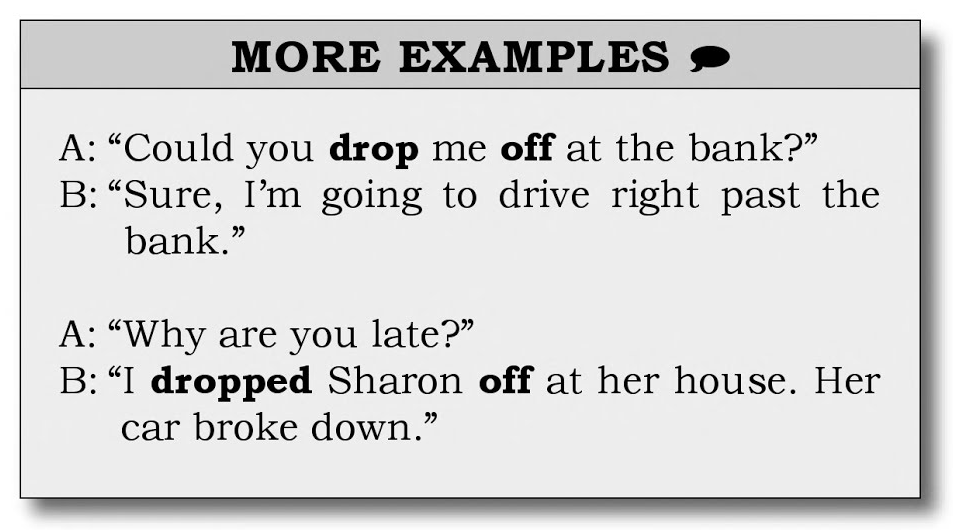 MORE EXAMPLES
A: “Could you drop me off at the bank?”
B: “Sure, I’m going to drive right past the
bank.”
A: “Why are you late?”
B: “I dropped Sharon off at her house. Her
car broke down.”